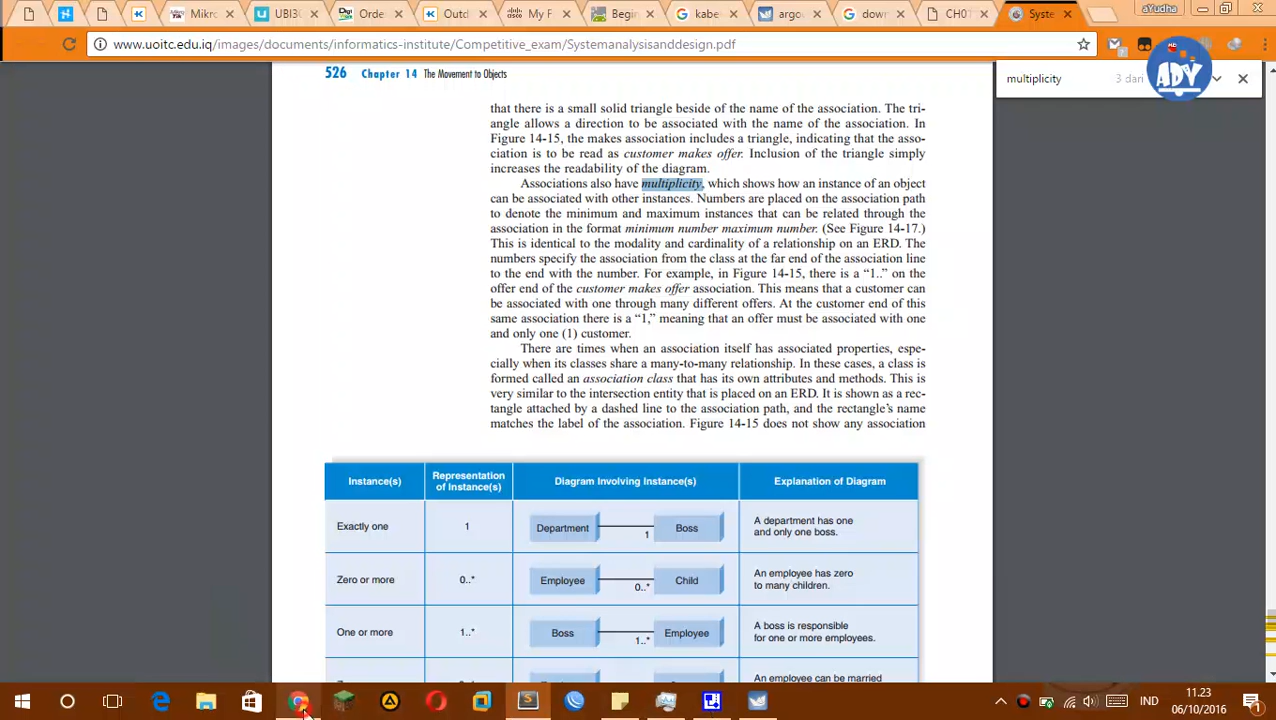 Mikro
UBI3
Orde
Outd
My F
Begin
kabe
argou
dow
CH07
Syste
aYudha
www.uoitc.edu.iq/images/documents/informatics-institute/Competitive_exam/Systemanalysisanddesign.pdf
multiplicity 3 dari
ADY
526 Chapter 14 The Movement to Objects
that there is a small solid triangle beside of the name of the association. The tri-
angle allows a direction to be associated with the name of the association. In
Figure 14-15, the makes association includes a triangle, indicating that the asso-
ciation is to be read as customer makes offer. Inclusion of the triangle simply
increases the readability of the diagram.
Associations also have multiplicity, which shows how an instance of an object
can be associated with other instances. Numbers are placed on the association path
to denote the minimum and maximum instances that can be related through the
association in the format minimum number maximum number. (See Figure 14-17.)
This is identical to the modality and cardinality of a relationship on an ERD. The
numbers specify the association from the class at the far end of the association line
to the end with the number. For example, in Figure 14-15, there is a “1..” on the
offer end of the customer makes offer association. This means that a customer can
be associated with one through many different offers. At the customer end of this
same association there is a “1,” meaning that an offer must be associated with one
and only one (1) customer.
There are times when an association itself has associated properties, espe-
cially when its classes share a many-to-many relationship. In these cases, a class is
formed called an association class that has its own attributes and methods. This is
very similar to the intersection entity that is placed on an ERD. It is shown as a rec-
tangle attached by a dashed line to the association path, and the rectangle’s name
matches the label of the association. Figure 14-15 does not show any association
Instance(s)
Representation
of Instance(s)
Diagram Involving Instance(s)
Explanation of Diagram
Exactly one
1
Department
1
Boss
A department has one
and only one boss.
Zero or more
0..*
Employee
0..*
Child
An employee has zero
to many children.
One or more
1..*
Boss
1..*
Employee
A boss is responsible
for one or more employees.
An employee can be married
IND
11.23
06/10/2016